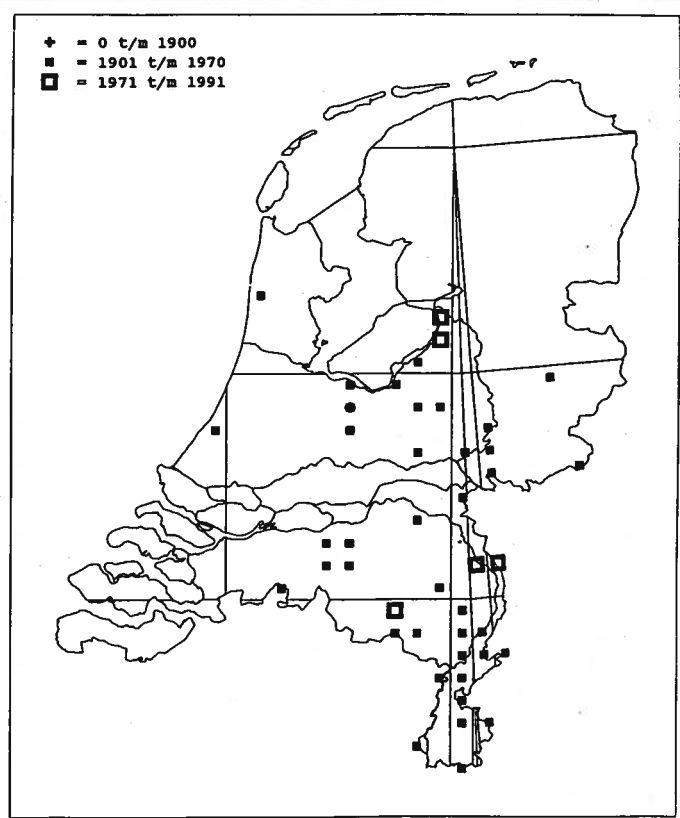 + = 0 t/m 1900
■ = 1901 t/m 1970
□ = 1971 t/m 1991